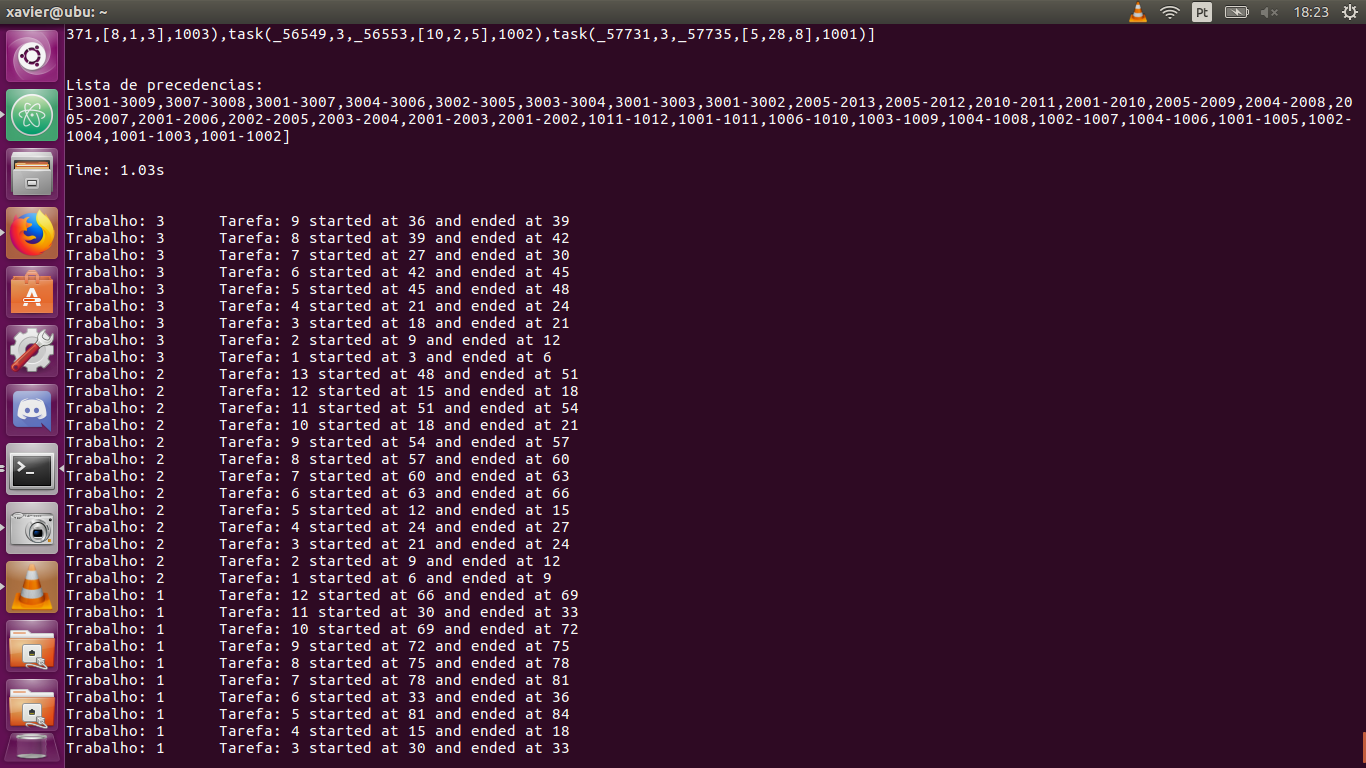 xavier@ubu: ~
Pt
18:23
371,[8,1,3],1003),task(_56549,3,_56553,[10,2,5],1002),task(_57731,3,_57735,[5,28,8],1001)]
Lista de precedencias:
[3001-3009,3007-3008,3001-3007,3004-3006,3002-3005,3003-3004,3001-3003,3001-3002,2005-2013,2005-2012,2010-2011,2001-2010,2005-2009,2004-2008,20
05-2007,2001-2006,2002-2005,2003-2004,2001-2003,2001-2002,1011-1012,1001-1011,1006-1010,1003-1009,1004-1008,1002-1007,1004-1006,1001-1005,1002-
1004,1001-1003,1001-1002]
Time: 1.03s
Trabalho: 3 Tarefa: 9 started at 36 and ended at 39
Trabalho: 3 Tarefa: 8 started at 39 and ended at 42
Trabalho: 3 Tarefa: 7 started at 27 and ended at 30
Trabalho: 3 Tarefa: 6 started at 42 and ended at 45
Trabalho: 3 Tarefa: 5 started at 45 and ended at 48
Trabalho: 3 Tarefa: 4 started at 21 and ended at 24
Trabalho: 3 Tarefa: 3 started at 18 and ended at 21
Trabalho: 3 Tarefa: 2 started at 9 and ended at 12
Trabalho: 3 Tarefa: 1 started at 3 and ended at 6
Trabalho: 2 Tarefa: 13 started at 48 and ended at 51
Trabalho: 2 Tarefa: 12 started at 15 and ended at 18
Trabalho: 2 Tarefa: 11 started at 51 and ended at 54
Trabalho: 2 Tarefa: 10 started at 18 and ended at 21
Trabalho: 2 Tarefa: 9 started at 54 and ended at 57
Trabalho: 2 Tarefa: 8 started at 57 and ended at 60
Trabalho: 2 Tarefa: 7 started at 60 and ended at 63
Trabalho: 2 Tarefa: 6 started at 63 and ended at 66
Trabalho: 2 Tarefa: 5 started at 12 and ended at 15
Trabalho: 2 Tarefa: 4 started at 24 and ended at 27
Trabalho: 2 Tarefa: 3 started at 21 and ended at 24
Trabalho: 2 Tarefa: 2 started at 9 and ended at 12
Trabalho: 2 Tarefa: 1 started at 6 and ended at 9
Trabalho: 1 Tarefa: 12 started at 66 and ended at 69
Trabalho: 1 Tarefa: 11 started at 30 and ended at 33
Trabalho: 1 Tarefa: 10 started at 69 and ended at 72
Trabalho: 1 Tarefa: 9 started at 72 and ended at 75
Trabalho: 1 Tarefa: 8 started at 75 and ended at 78
Trabalho: 1 Tarefa: 7 started at 78 and ended at 81
Trabalho: 1 Tarefa: 6 started at 33 and ended at 36
Trabalho: 1 Tarefa: 5 started at 81 and ended at 84
Trabalho: 1 Tarefa: 4 started at 15 and ended at 18
Trabalho: 1 Tarefa: 3 started at 30 and ended at 33